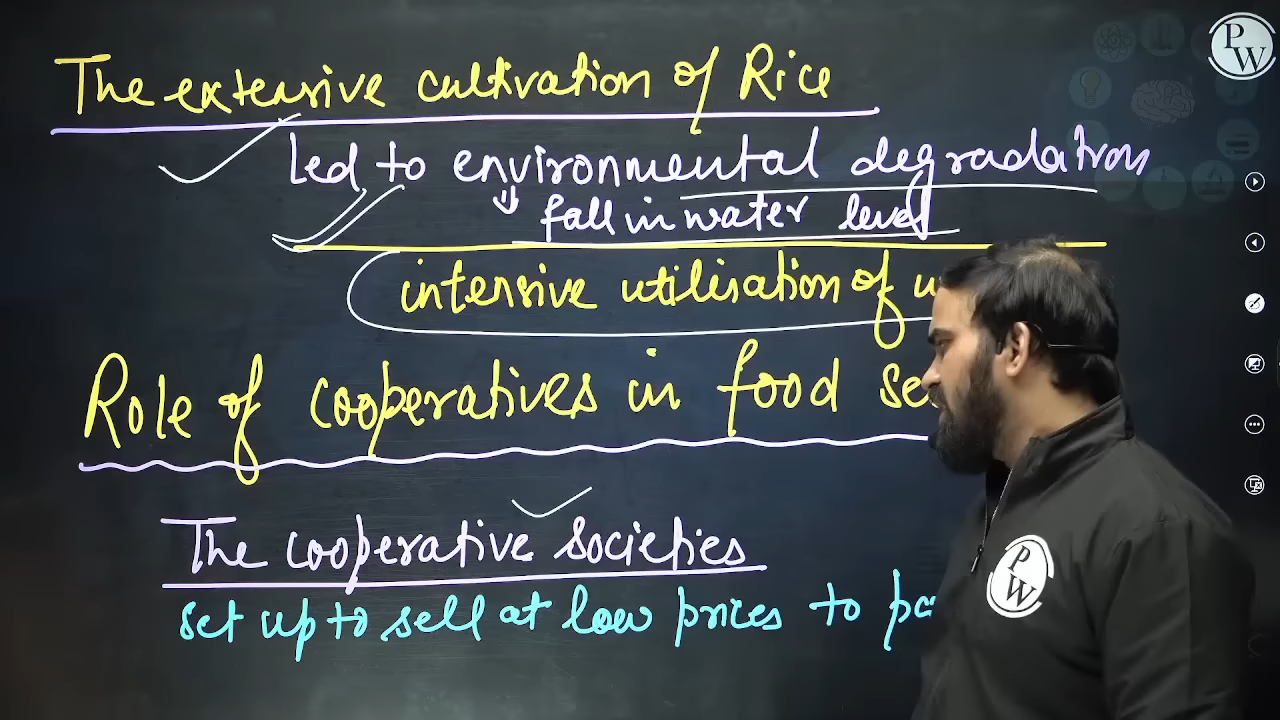 PW
The extensive cultivation of Rice
led to environmental degradation
fall in water level
intensive utilisation of
Role of cooperatives in food
The cooperative societies
set up to sell at low prices to
PW